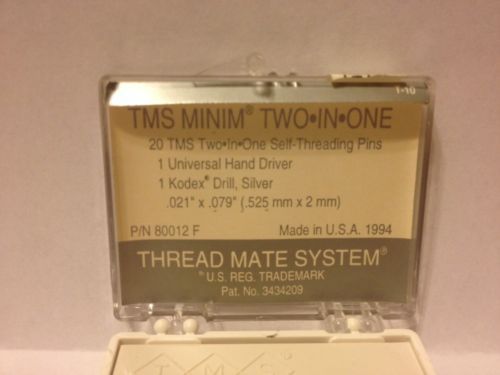 1-10
TMS MINIM® TWO•IN•ONE
20 TMS Two•In•One Self-Threading Pins
1 Universal Hand Driver
1 Kodex® Drill, Silver
.021" x .079" (.525 mm x 2 mm)
P/N 80012 F Made in U.S.A. 1994
THREAD MATE SYSTEM®
®U.S. REG. TRADEMARK
Pat. No. 3434209
TMS®